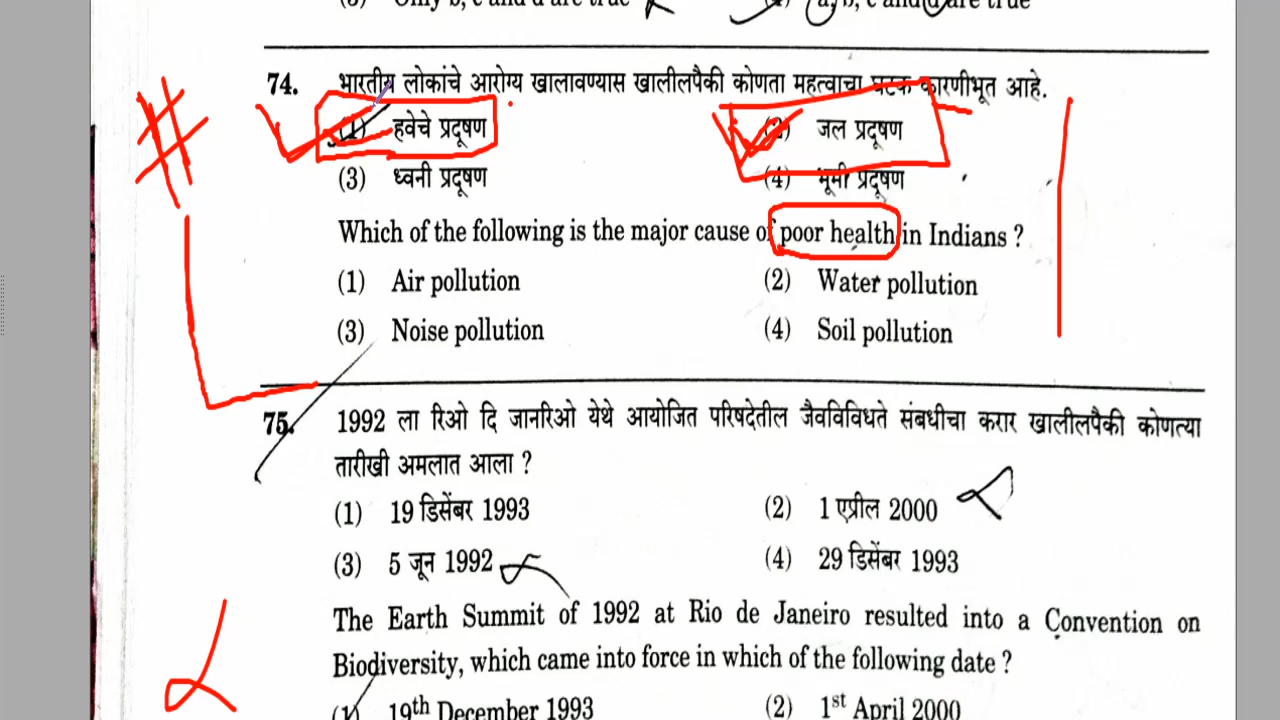 (3) Only b, c and d are true a, b, c and d are true
74. भारतीय लोकांचे आरोग्य खालावण्यास खालीलपैकी कोणता महत्वाचा घटक कारणीभूत आहे.
(1) हवेचे प्रदूषण (2) जल प्रदूषण
(3) ध्वनी प्रदूषण (4) भूमी प्रदूषण
Which of the following is the major cause of poor health in Indians ?
(1) Air pollution (2) Water pollution
(3) Noise pollution (4) Soil pollution
75. 1992 ला रिओ दि जानरिओ येथे आयोजित परिषदेतील जैवविविधते संबधीचा करार खालीलपैकी कोणत्या
तारीखी अमलात आला ?
(1) 19 डिसेंबर 1993 (2) 1 एप्रील 2000
(3) 5 जून 1992 (4) 29 डिसेंबर 1993
The Earth Summit of 1992 at Rio de Janeiro resulted into a Convention on
Biodiversity, which came into force in which of the following date ?
(1) 19th December 1993 (2) 1st April 2000